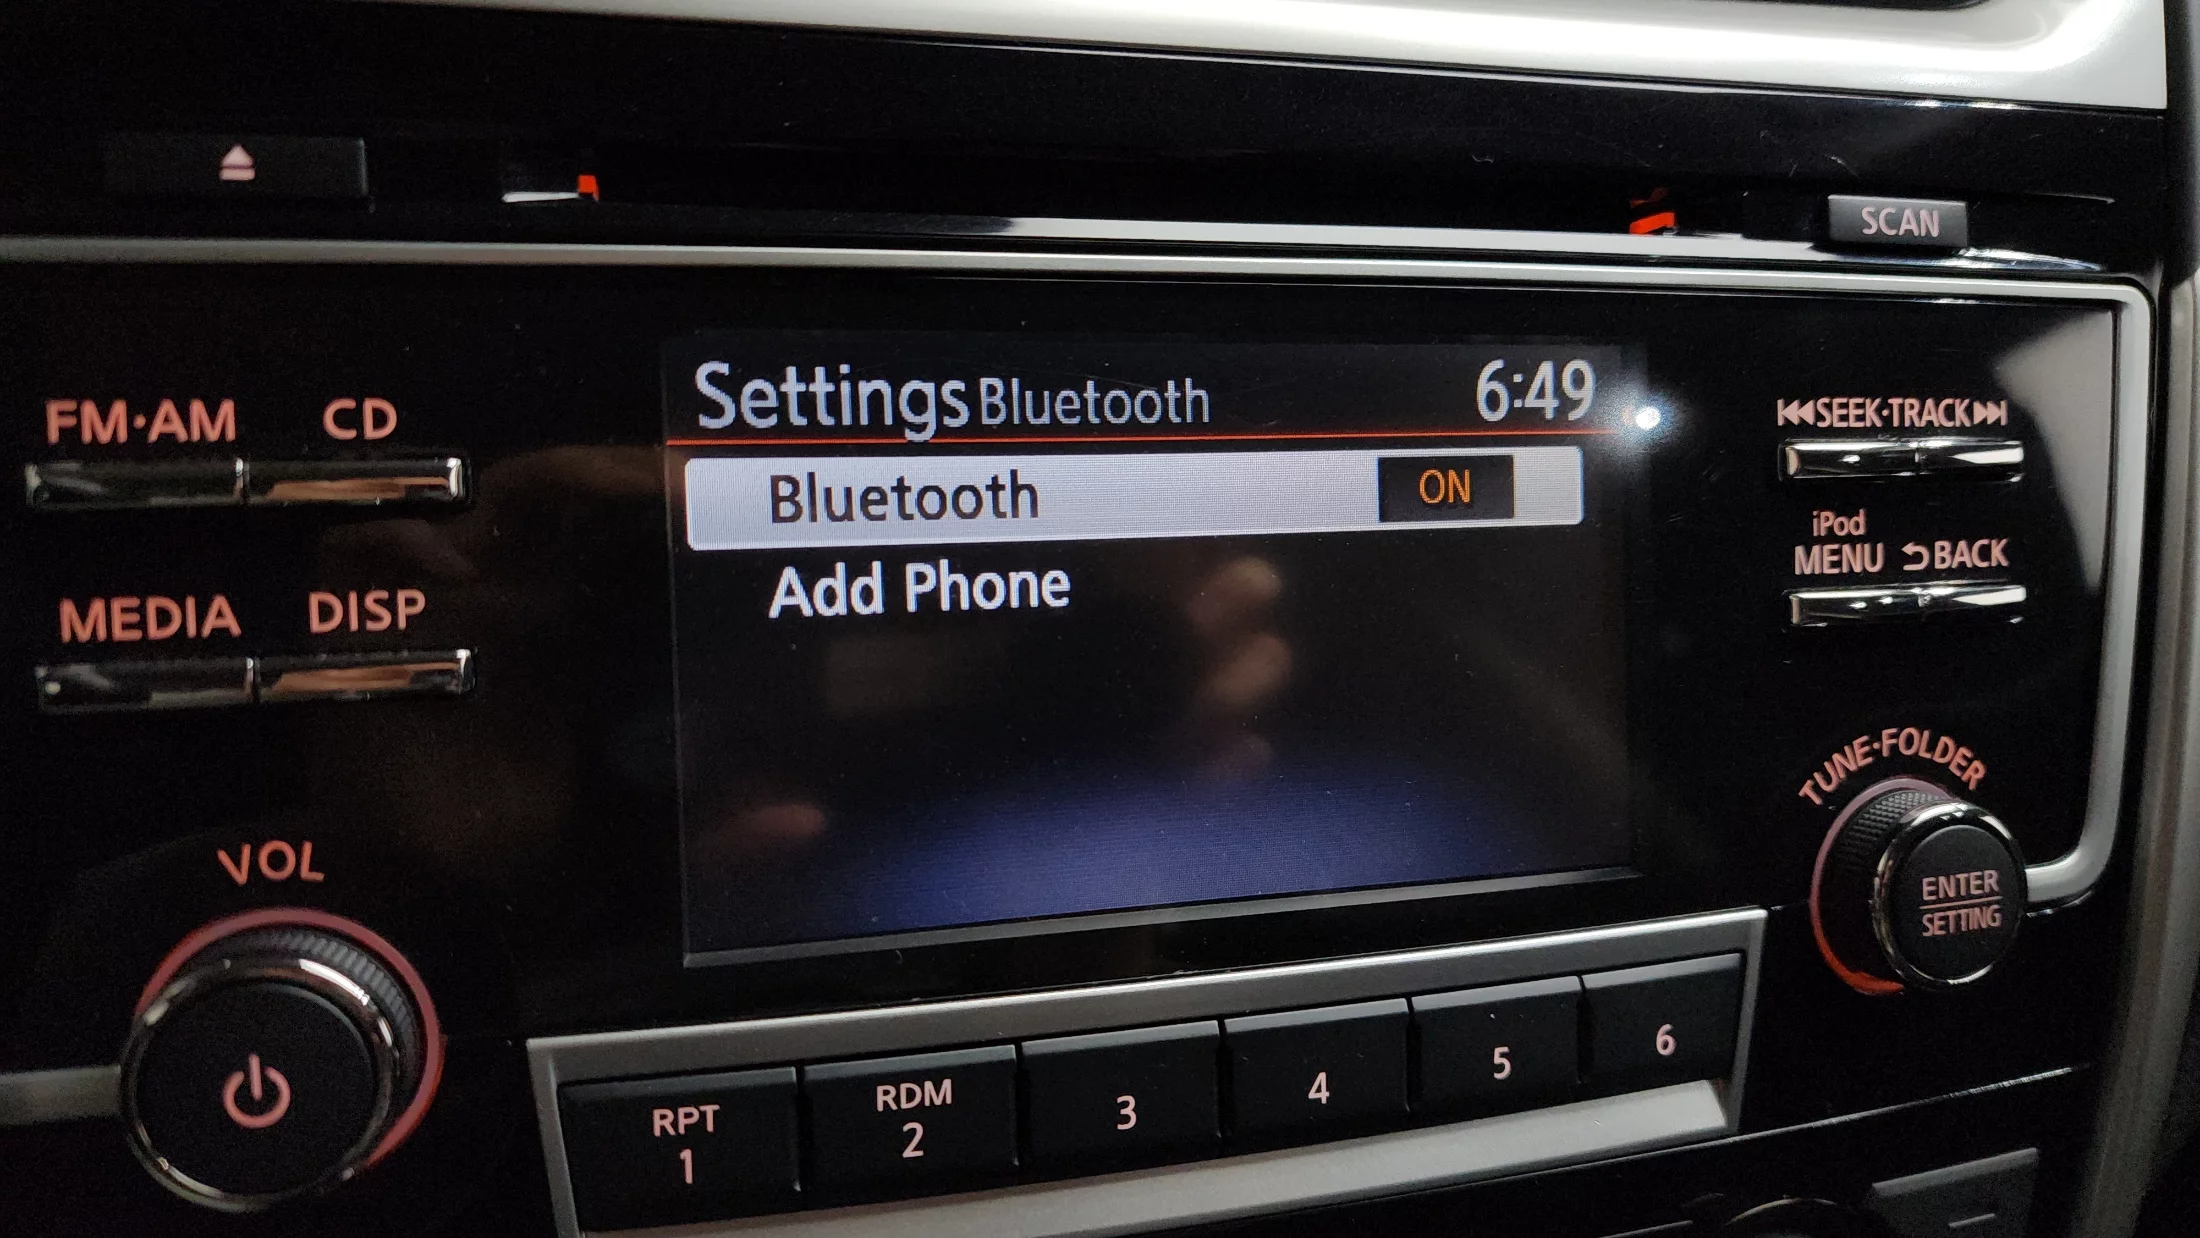 SCAN
FM·AM CD
MEDIA DISP
VOL
Settings Bluetooth 6:49
Bluetooth ON
Add Phone
SEEK·TRACK
iPod
MENU BACK
TUNE·FOLDER
ENTER
SETTING
RPT
1
RDM
2
3
4
5
6